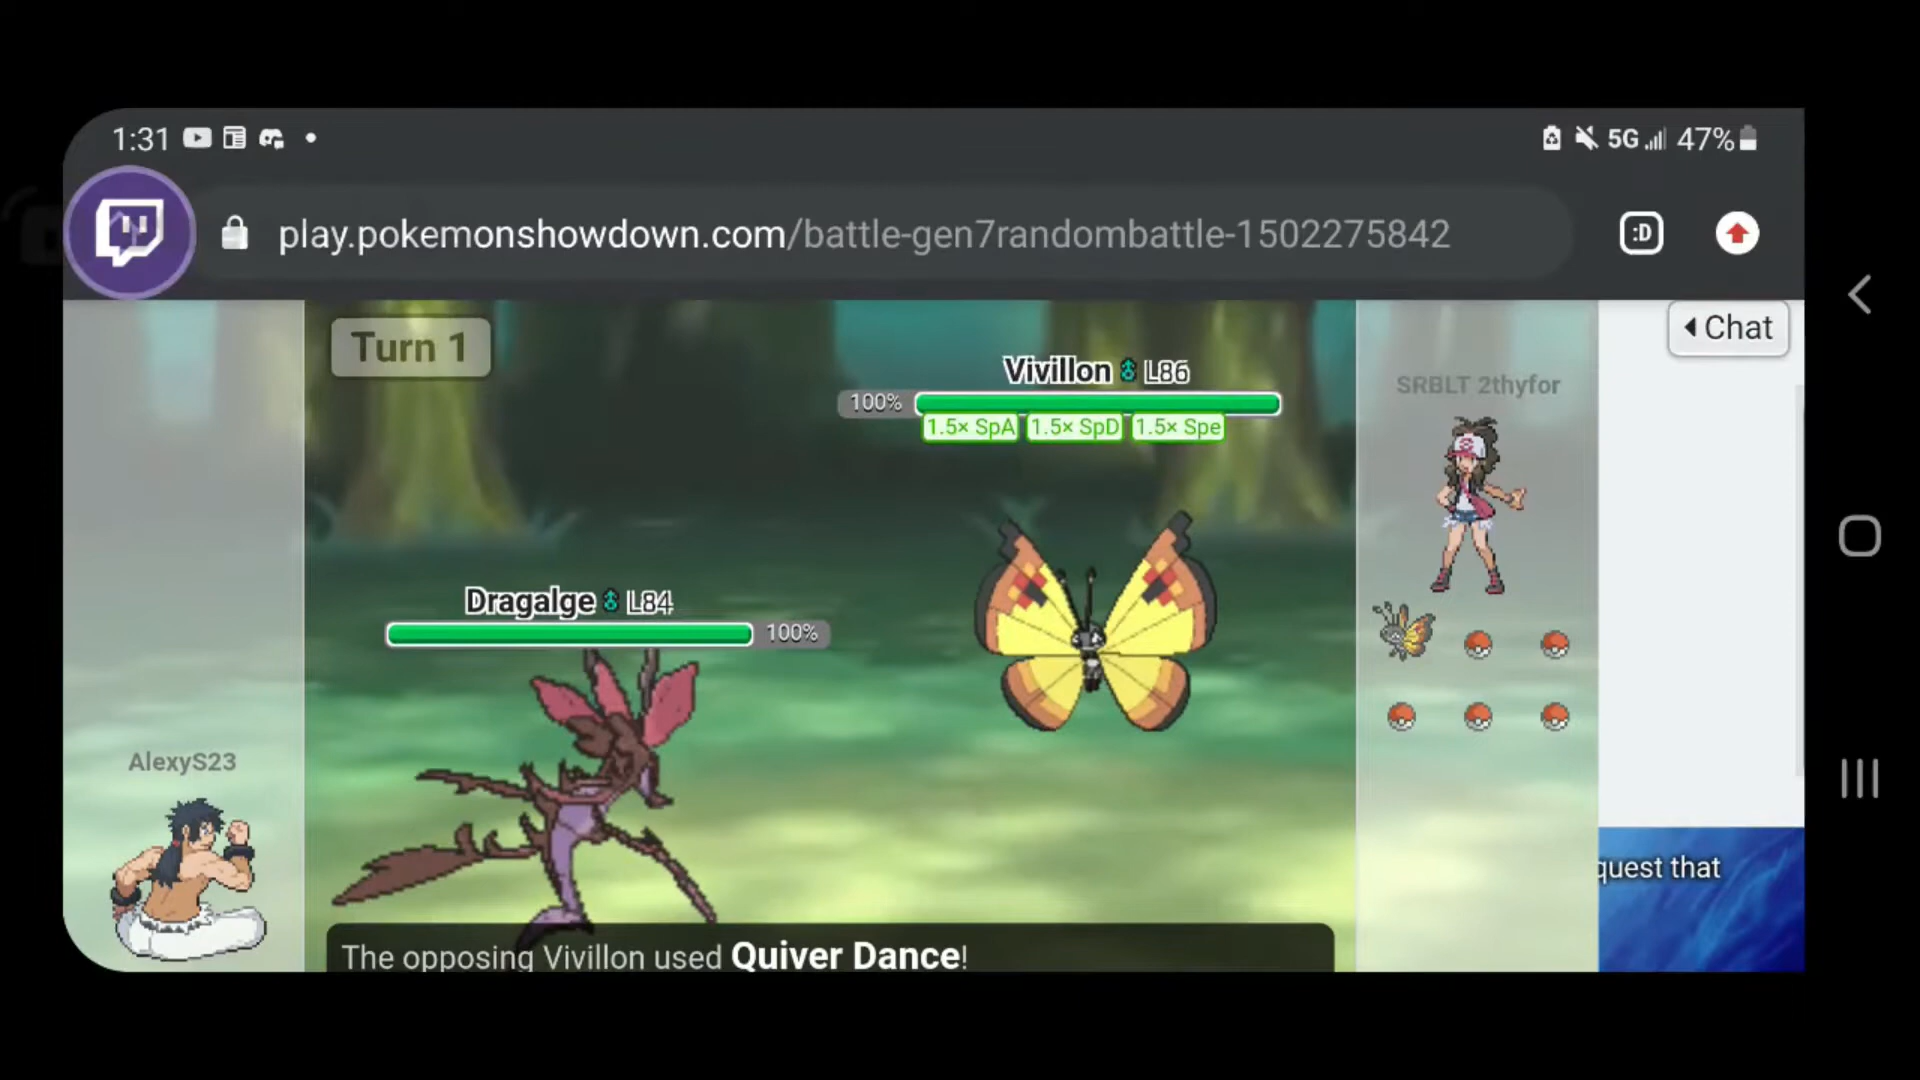 1:31
5G 47%
play.pokemonshowdown.com/battle-gen7randombattle-1502275842
:D
Turn 1
Chat
Vivillon L86
100%
1.5× SpA 1.5× SpD 1.5× Spe
SRBLT 2thyfor
Dragalge L84
100%
AlexyS23
quest that
The opposing Vivillon used Quiver Dance!